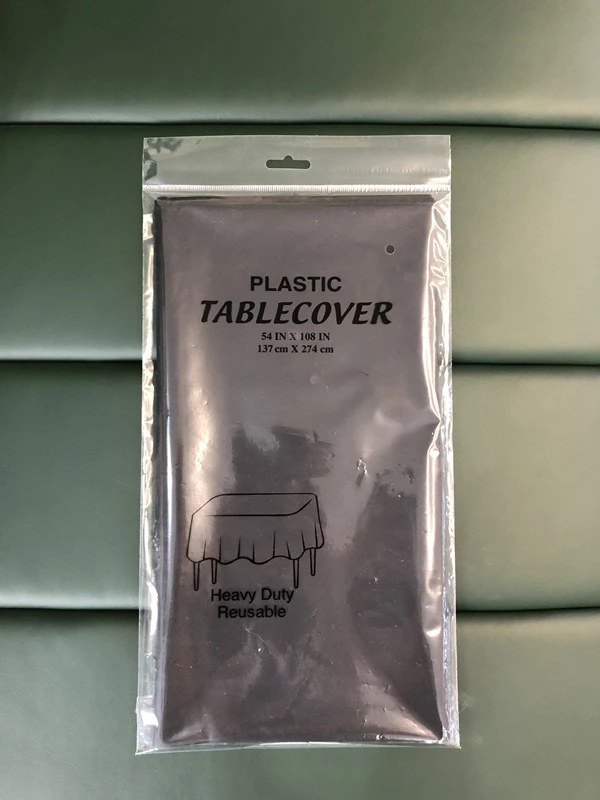 PLASTIC
TABLECOVER
54 IN X 108 IN
137 cm X 274 cm
Heavy Duty
Reusable